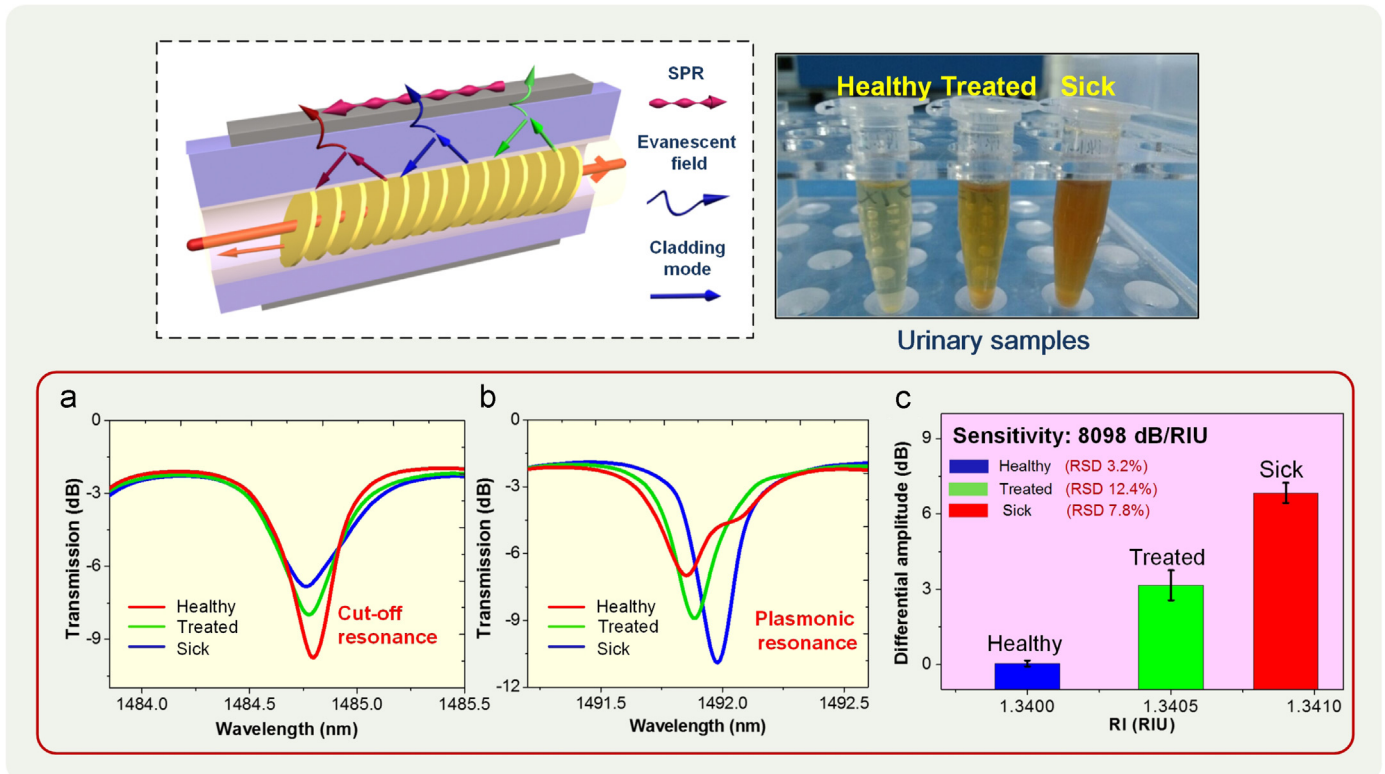 SPR
Evanescent
field
Cladding
mode
Healthy Treated Sick
Urinary samples
a
Transmission (dB)
0
-3
-6
-9
Healthy
Treated
Sick
Cut-off
resonance
1484.0 1484.5 1485.0 1485.5
Wavelength (nm)
b
Transmission (dB)
0
-3
-6
-9
-12
Healthy
Treated
Sick
Plasmonic
resonance
1491.5 1492.0 1492.5
Wavelength (nm)
c
Differential amplitude (dB)
9
6
3
0
Sensitivity: 8098 dB/RIU
Healthy (RSD 3.2%)
Treated (RSD 12.4%)
Sick (RSD 7.8%)
Sick
Treated
Healthy
1.3400 1.3405 1.3410
RI (RIU)